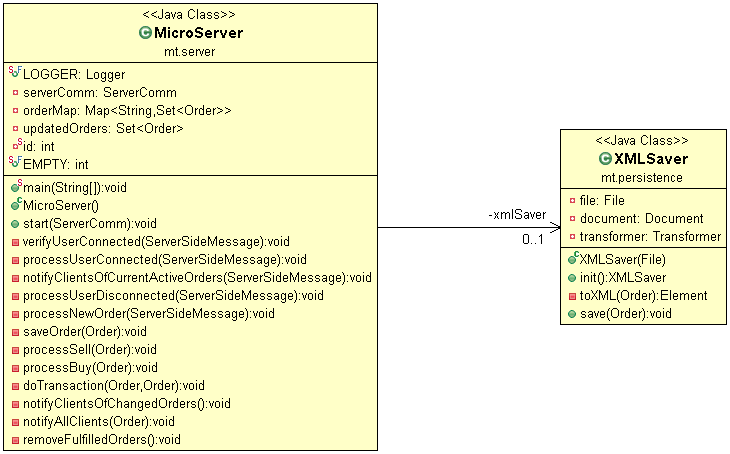 <<Java Class>>
C MicroServer
mt.server
S F LOGGER: Logger
serverComm: ServerComm
orderMap: Map<String,Set<Order>>
updatedOrders: Set<Order>
S id: int
S F EMPTY: int
S main(String[]):void
C MicroServer()
start(ServerComm):void
verifyUserConnected(ServerSideMessage):void
processUserConnected(ServerSideMessage):void
notifyClientsOfCurrentActiveOrders(ServerSideMessage):void
processUserDisconnected(ServerSideMessage):void
processNewOrder(ServerSideMessage):void
saveOrder(Order):void
processSell(Order):void
processBuy(Order):void
doTransaction(Order,Order):void
notifyClientsOfChangedOrders():void
notifyAllClients(Order):void
removeFulfilledOrders():void
-xmlSaver
0..1
<<Java Class>>
C XMLSaver
mt.persistence
file: File
document: Document
transformer: Transformer
C XMLSaver(File)
init():XMLSaver
toXML(Order):Element
save(Order):void